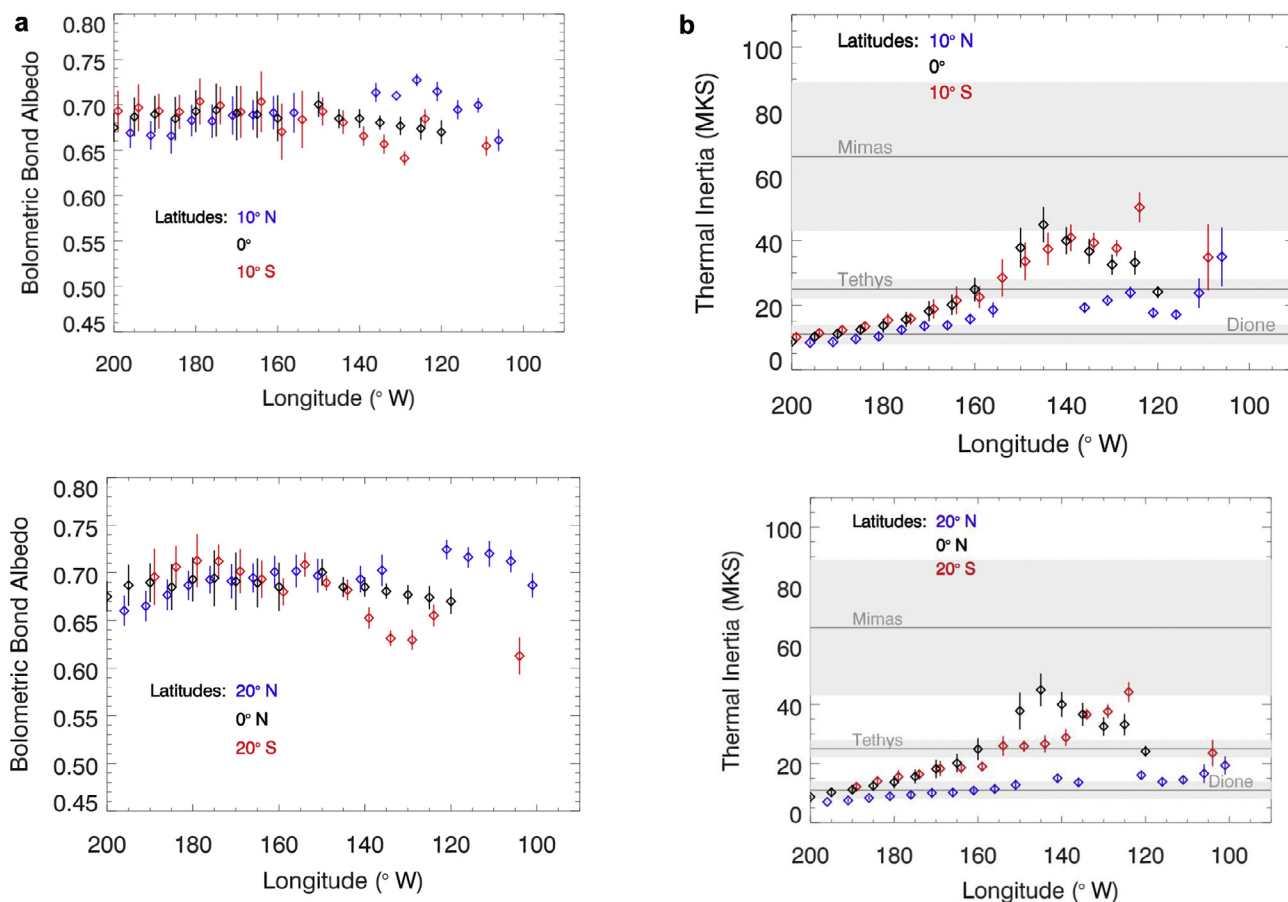 a
Bolometric Bond Albedo
0.80
0.75
0.70
0.65
0.60
0.55
0.50
0.45
Latitudes: 10° N
0°
10° S
200 180 160 140 120 100
Longitude (° W)
b
Thermal Inertia (MKS)
100
80
60
40
20
0
Latitudes: 10° N
0°
10° S
Mimas
Tethys
Dione
200 180 160 140 120 100
Longitude (° W)
Bolometric Bond Albedo
0.80
0.75
0.70
0.65
0.60
0.55
0.50
0.45
Latitudes: 20° N
0° N
20° S
200 180 160 140 120 100
Longitude (° W)
Thermal Inertia (MKS)
100
80
60
40
20
0
Latitudes: 20° N
0° N
20° S
Mimas
Tethys
Dione
200 180 160 140 120 100
Longitude (° W)